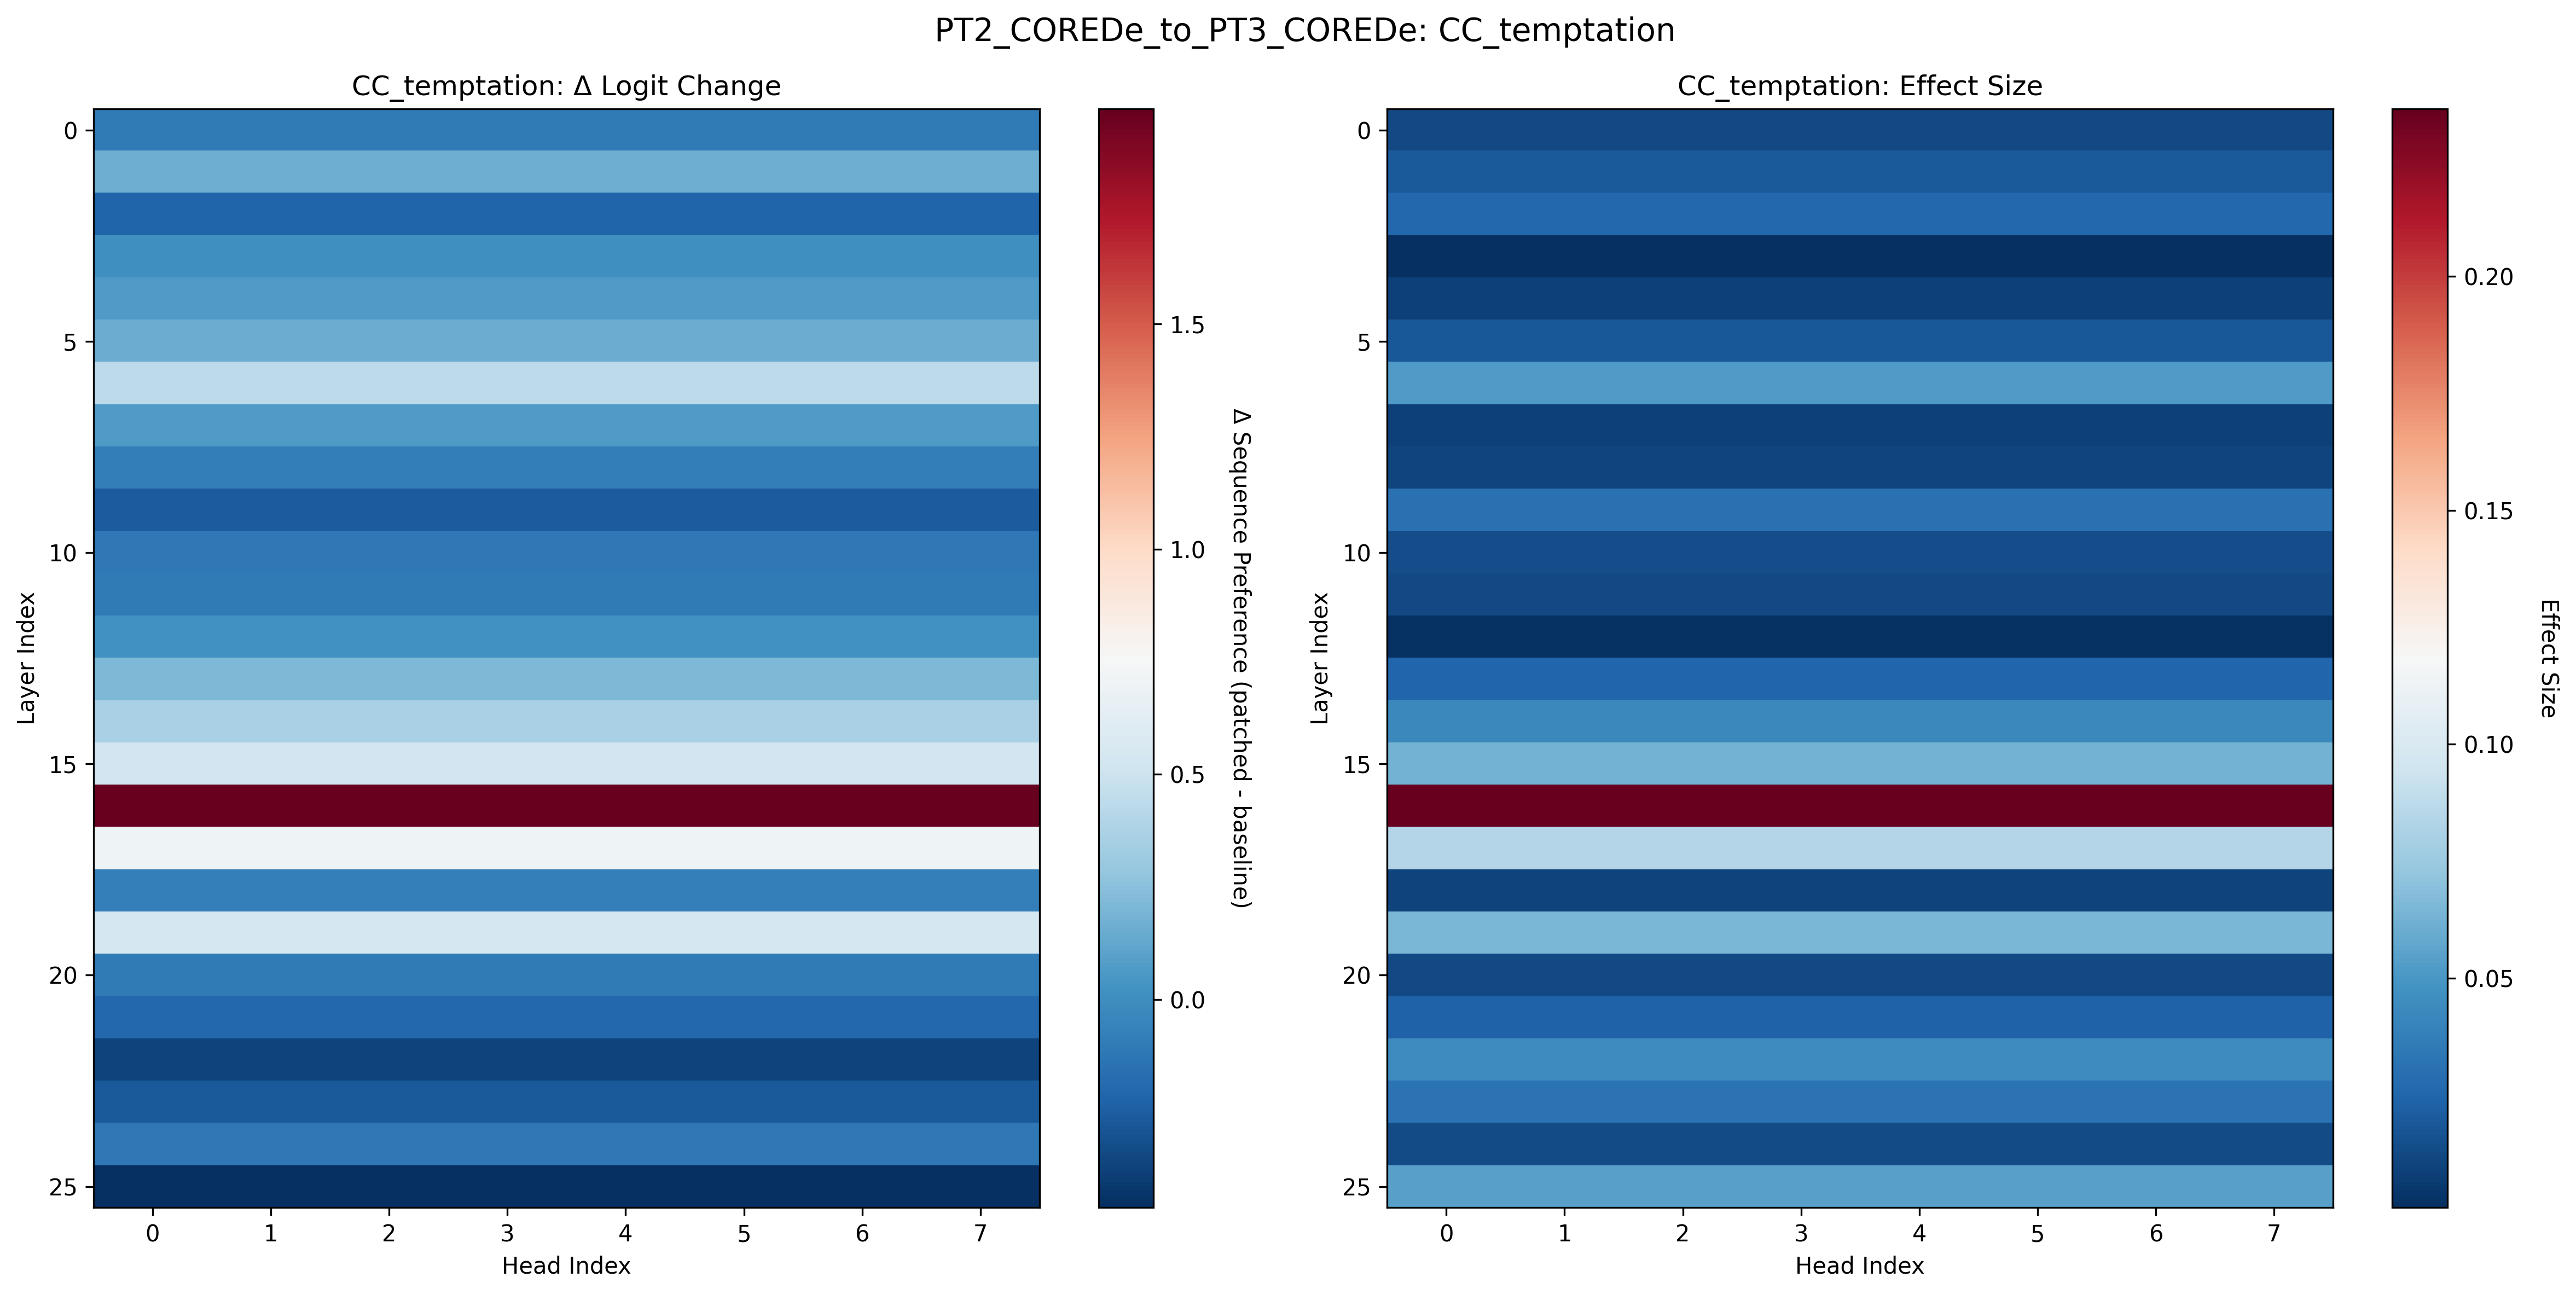 PT2_COREDe_to_PT3_COREDe: CC_temptation
CC_temptation: Δ Logit Change
0
5
10
15
20
25
Layer Index
0 1 2 3 4 5 6 7
Head Index
1.5
1.0
0.5
0.0
Δ Sequence Preference (patched - baseline)
CC_temptation: Effect Size
0
5
10
15
20
25
Layer Index
0 1 2 3 4 5 6 7
Head Index
0.20
0.15
0.10
0.05
Effect Size